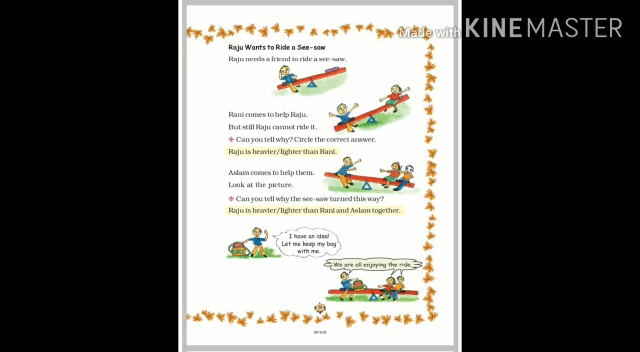 Made with KINEMASTER
Raju Wants to Ride a See-saw
Raju needs a friend to ride a see-saw.
Rani comes to help Raju.
But still Raju cannot ride it.
Can you tell why? Circle the correct answer.
Raju is heavier/lighter than Rani.
Aslam comes to help them.
Look at the picture.
Can you tell why the see-saw turned this way?
Raju is heavier/lighter than Rani and Aslam together.
I have an idea!
Let me keep my bag
with me.
We are all enjoying the ride.